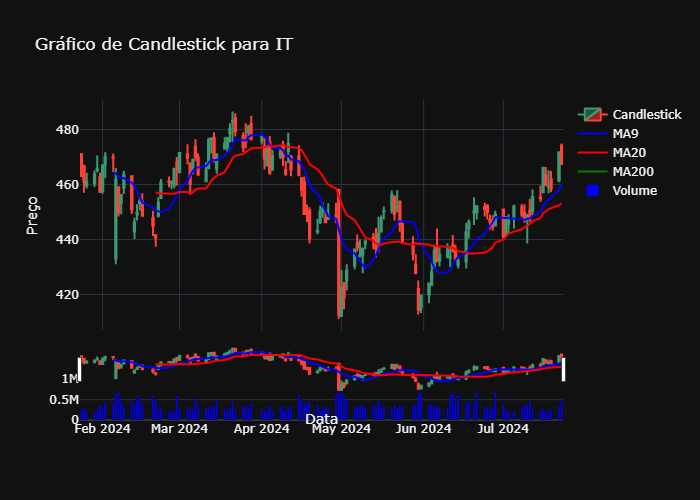 Gráfico de Candlestick para IT
Candlestick
MA9
MA20
MA200
Volume
Preço
480
460
440
420
1M
0.5M
0
Feb 2024
Mar 2024
Apr 2024
May 2024
Jun 2024
Jul 2024
Data